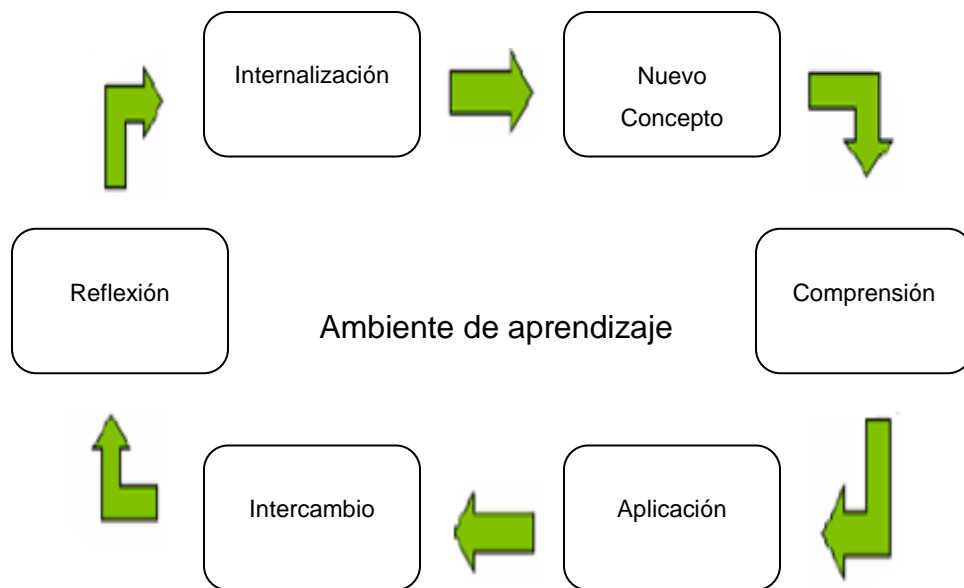 Internalización
Nuevo
Concepto
Reflexión
Comprensión
Ambiente de aprendizaje
Intercambio
Aplicación